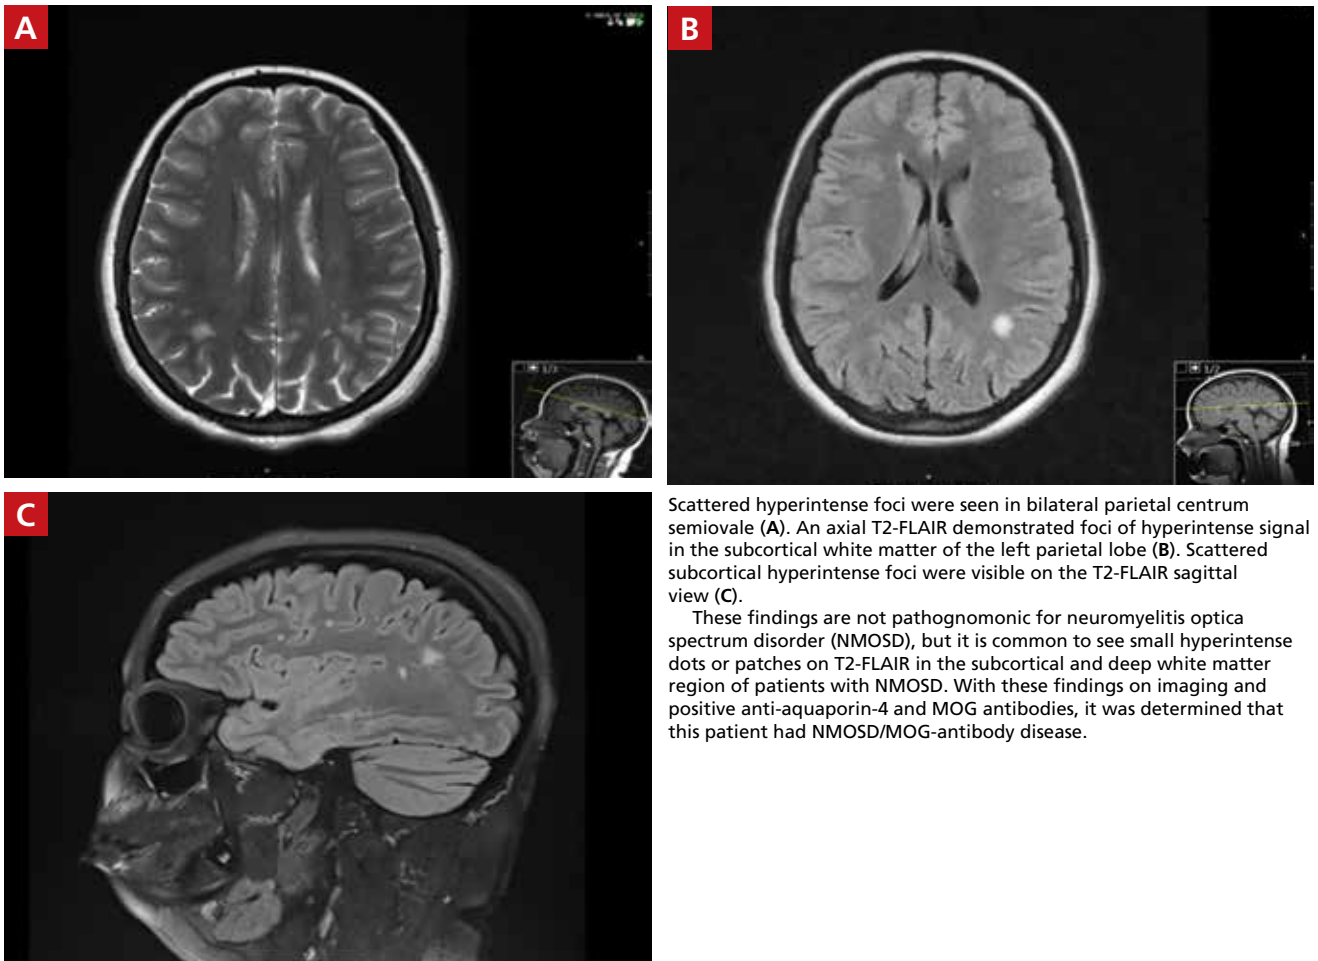 A
B
1/3
1/2
C
Scattered hyperintense foci were seen in bilateral parietal centrum
semiovale (A). An axial T2-FLAIR demonstrated foci of hyperintense signal
in the subcortical white matter of the left parietal lobe (B). Scattered
subcortical hyperintense foci were visible on the T2-FLAIR sagittal
view (C).
These findings are not pathognomonic for neuromyelitis optica
spectrum disorder (NMOSD), but it is common to see small hyperintense
dots or patches on T2-FLAIR in the subcortical and deep white matter
region of patients with NMOSD. With these findings on imaging and
positive anti-aquaporin-4 and MOG antibodies, it was determined that
this patient had NMOSD/MOG-antibody disease.